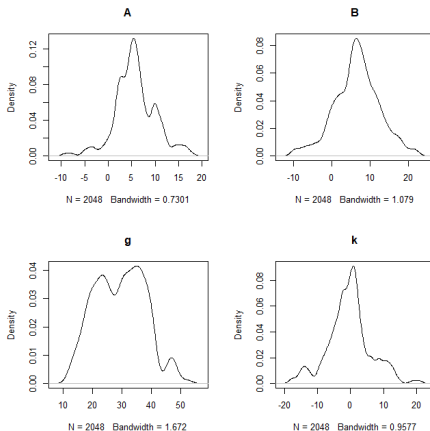 A
B
Density
0.00 0.04 0.08 0.12
-10 -5 0 5 10 15 20
N = 2048 Bandwidth = 0.7301
Density
0.00 0.02 0.04 0.06 0.08
-10 0 10 20
N = 2048 Bandwidth = 1.079
g
k
Density
0.00 0.01 0.02 0.03 0.04
10 20 30 40 50
N = 2048 Bandwidth = 1.672
Density
0.00 0.02 0.04 0.06 0.08
-20 -10 0 10 20
N = 2048 Bandwidth = 0.9577